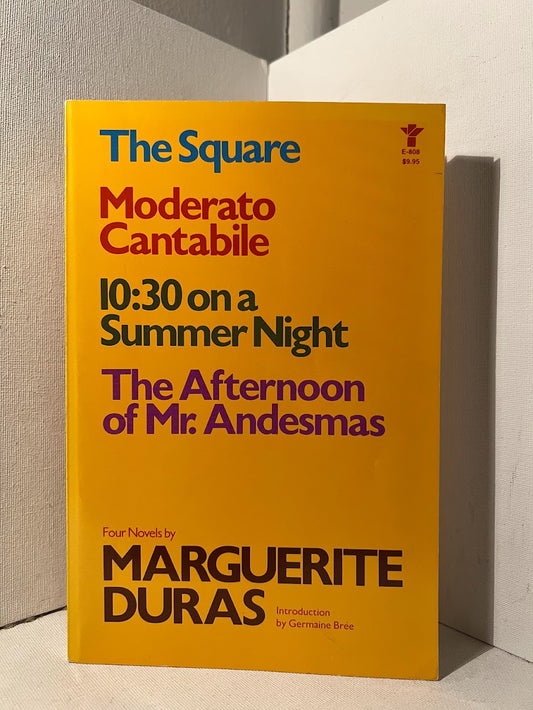 The Square
E-808
$9.95
Moderato
Cantabile
10:30 on a
Summer Night
The Afternoon
of Mr. Andesmas
Four Novels by
MARGUERITE
DURAS
Introduction
by Germaine Brée